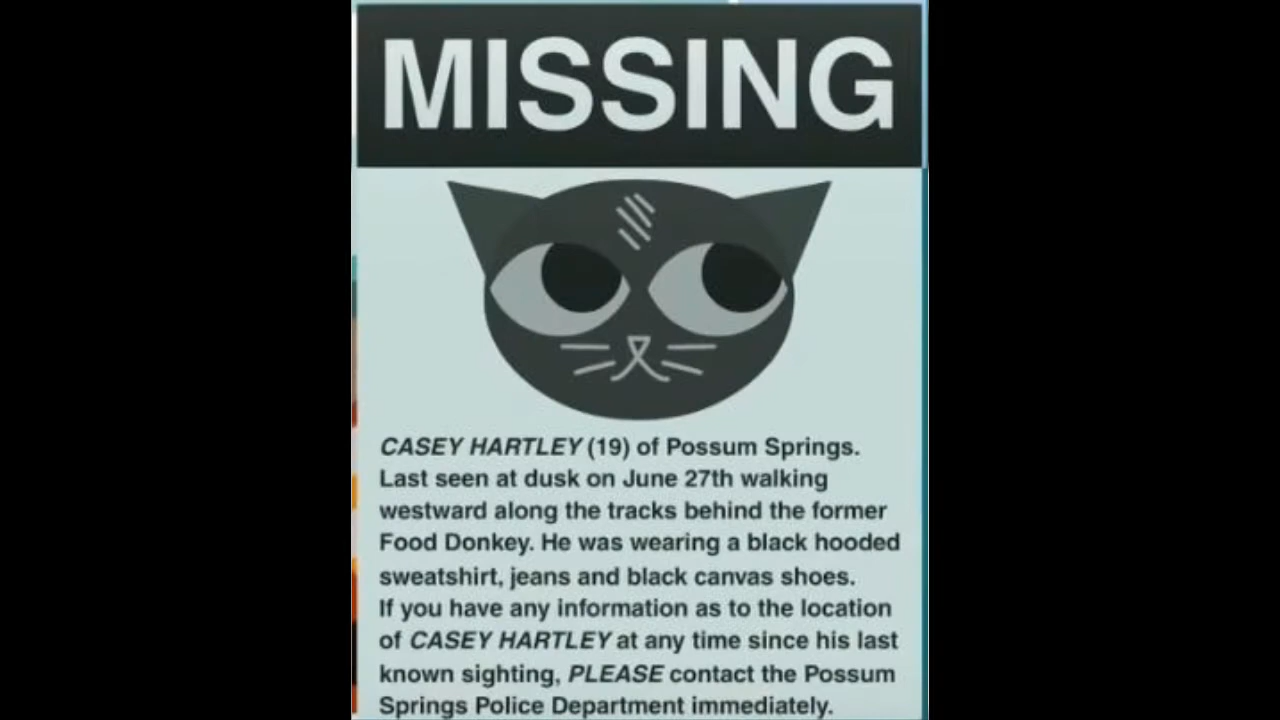 MISSING
CASEY HARTLEY (19) of Possum Springs.
Last seen at dusk on June 27th walking
westward along the tracks behind the former
Food Donkey. He was wearing a black hooded
sweatshirt, jeans and black canvas shoes.
If you have any information as to the location
of CASEY HARTLEY at any time since his last
known sighting, PLEASE contact the Possum
Springs Police Department immediately.